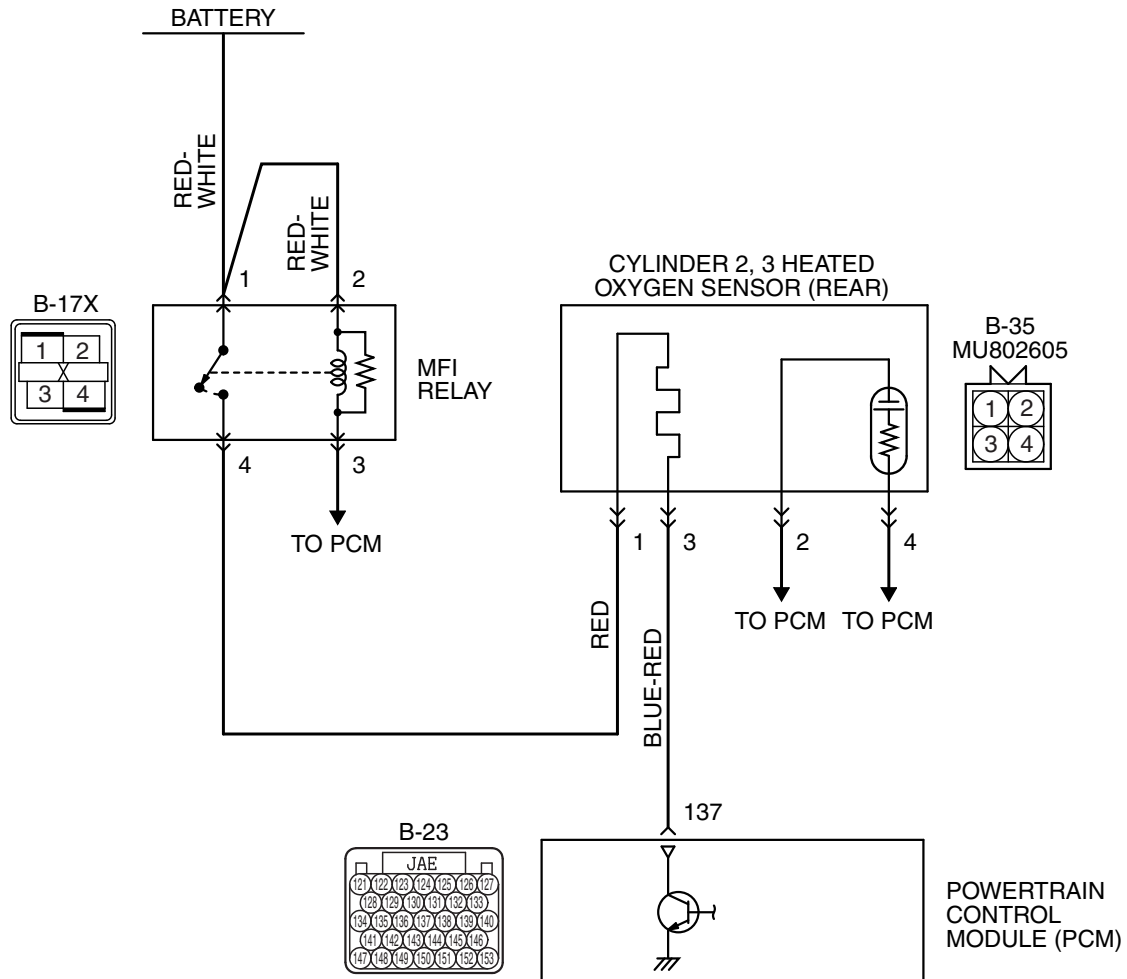 BATTERY
RED-
WHITE
RED-
WHITE
1
2
B-17X
1 2
X
3 4
MFI
RELAY
4
3
TO PCM
CYLINDER 2, 3 HEATED
OXYGEN SENSOR (REAR)
B-35
MU802605
1 2
3 4
1
3
2
4
TO PCM
TO PCM
RED
BLUE-RED
137
B-23
JAE
121 122 123 124 125 126 127
128 129 130 131 132 133
134 135 136 137 138 139 140
141 142 143 144 145 146
147 148 149 150 151 152 153
POWERTRAIN
CONTROL
MODULE (PCM)